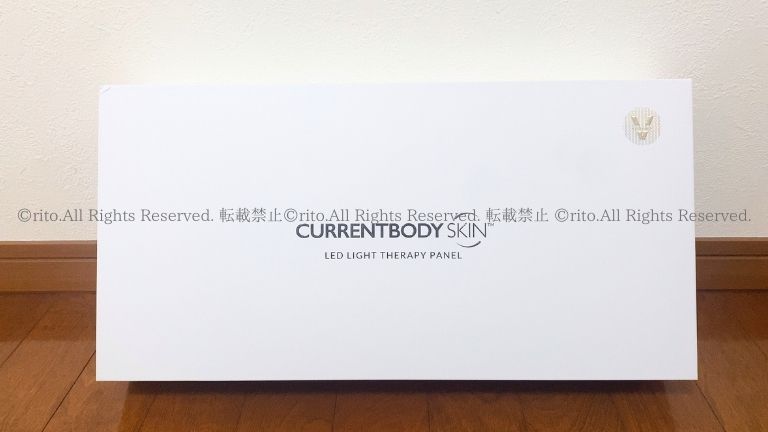 ©rito.All Rights Reserved. 転載禁止©rito.All Rights Reserved. 転載禁止 ©rito.All Rights Reserved.
CURRENTBODY SKIN™
LED LIGHT THERAPY PANEL